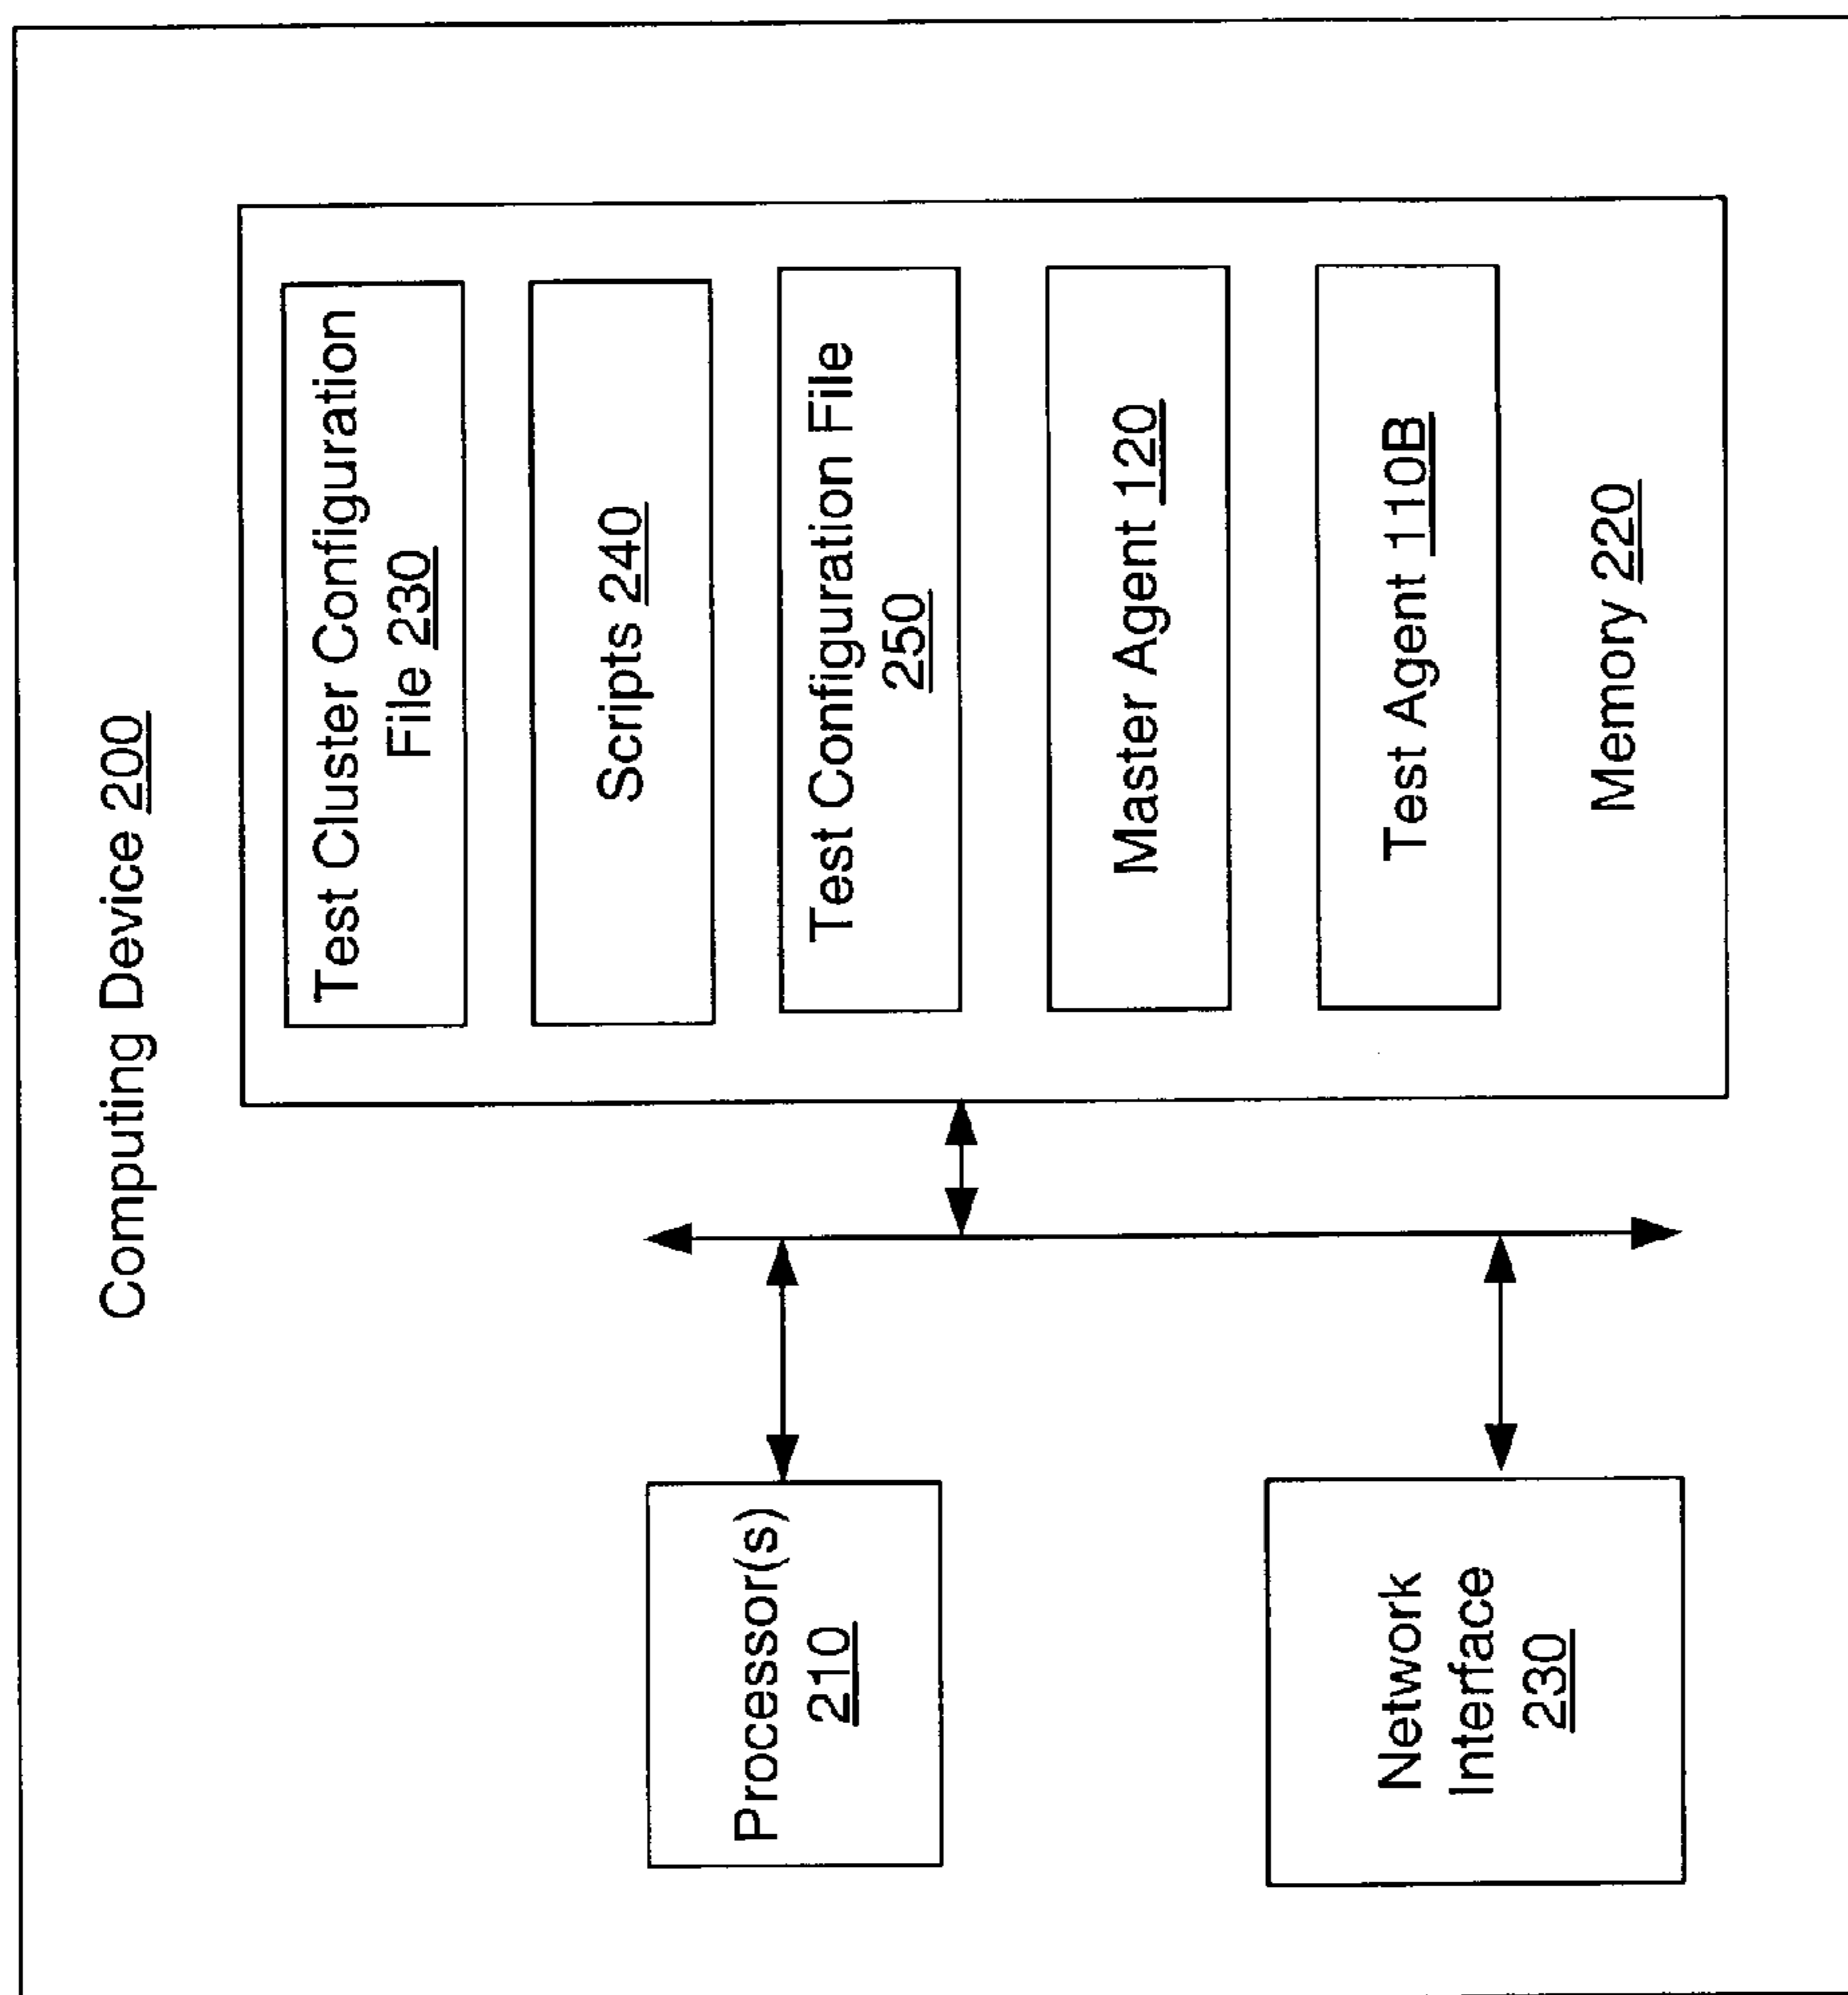 Computing Device 200
Test Cluster Configuration
File 230
Scripts 240
Test Configuration File
250
Master Agent 120
Test Agent 110B
Memory 220
Processor(s)
210
Network
Interface
230